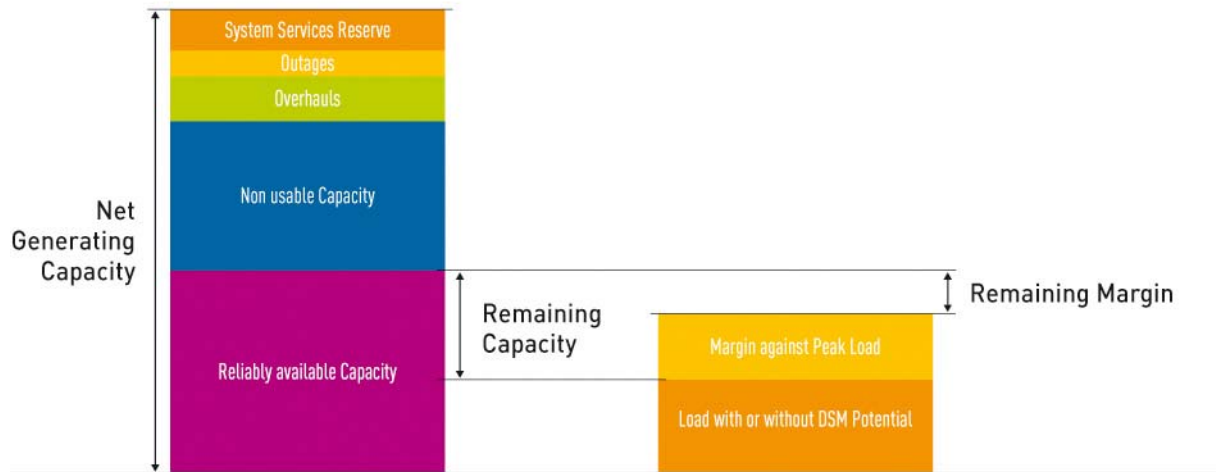 System Services Reserve
Outages
Overhauls
Non usable Capacity
Net
Generating
Capacity
Reliably available Capacity
Remaining
Capacity
Remaining Margin
Margin against Peak Load
Load with or without DSM Potential